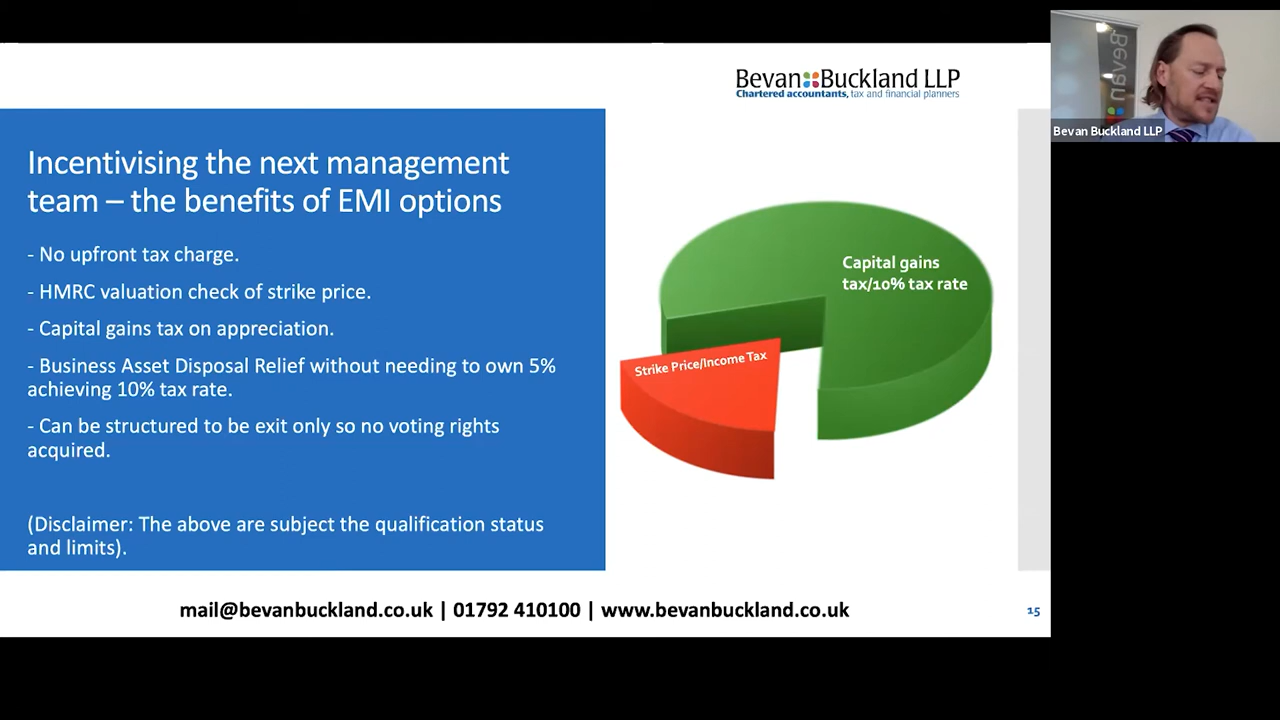 Bevan Buckland LLP
Chartered accountants, tax and financial planners
Bevan
Bevan Buckland LLP
Incentivising the next management
team – the benefits of EMI options
- No upfront tax charge.
- HMRC valuation check of strike price.
- Capital gains tax on appreciation.
- Business Asset Disposal Relief without needing to own 5%
achieving 10% tax rate.
- Can be structured to be exit only so no voting rights
acquired.
(Disclaimer: The above are subject the qualification status
and limits).
Capital gains
tax/10% tax rate
Strike Price/Income Tax
mail@bevanbuckland.co.uk | 01792 410100 | www.bevanbuckland.co.uk
15